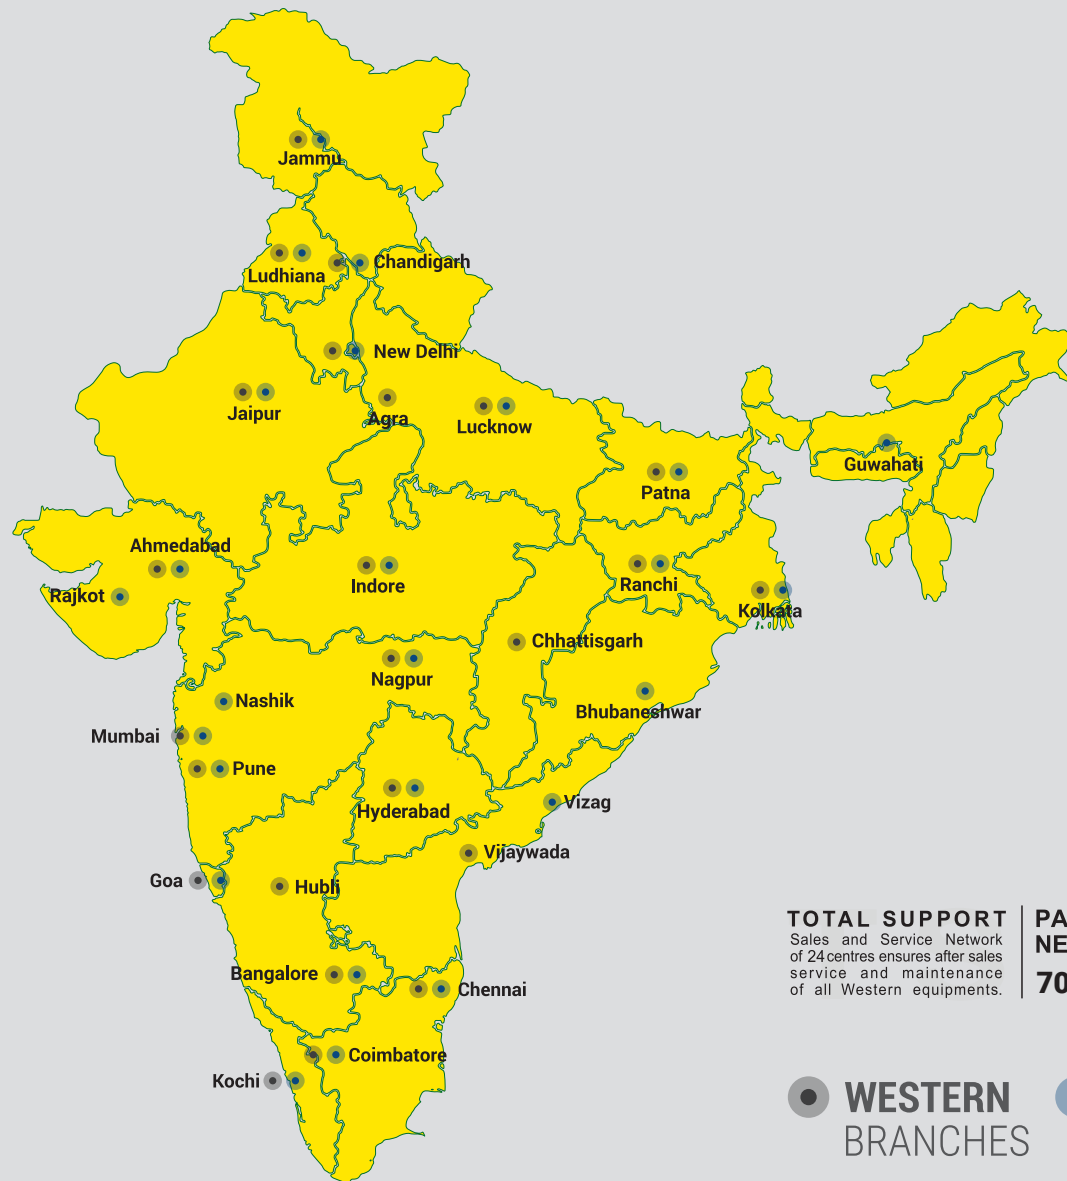 Jammu
Ludhiana
Chandigarh
New Delhi
Jaipur
Agra
Lucknow
Guwahati
Patna
Ahmedabad
Rajkot
Indore
Ranchi
Kolkata
Chhattisgarh
Nagpur
Nashik
Bhubaneshwar
Mumbai
Pune
Hyderabad
Vizag
Vijaywada
Goa
Hubli
Bangalore
Chennai
Coimbatore
Kochi
TOTAL SUPPORT
Sales and Service Network
of 24 centres ensures after sales
service and maintenance
of all Western equipments.
PA
NE
70
WESTERN
BRANCHES